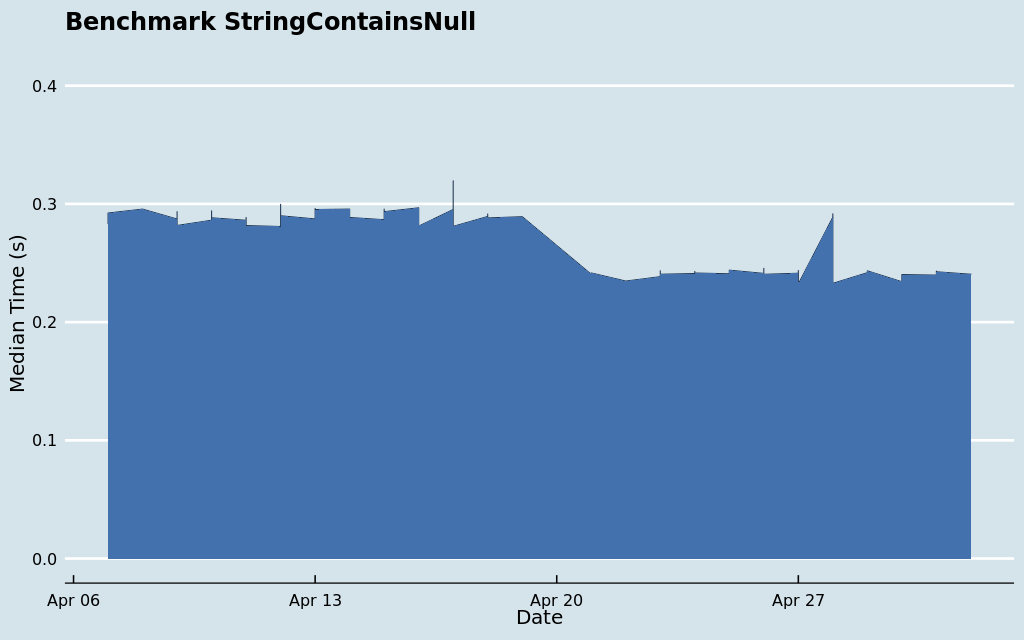 Benchmark StringContainsNull
0.4
0.3
0.2
0.1
0.0
Median Time (s)
Apr 06
Apr 13
Apr 20
Apr 27
Date